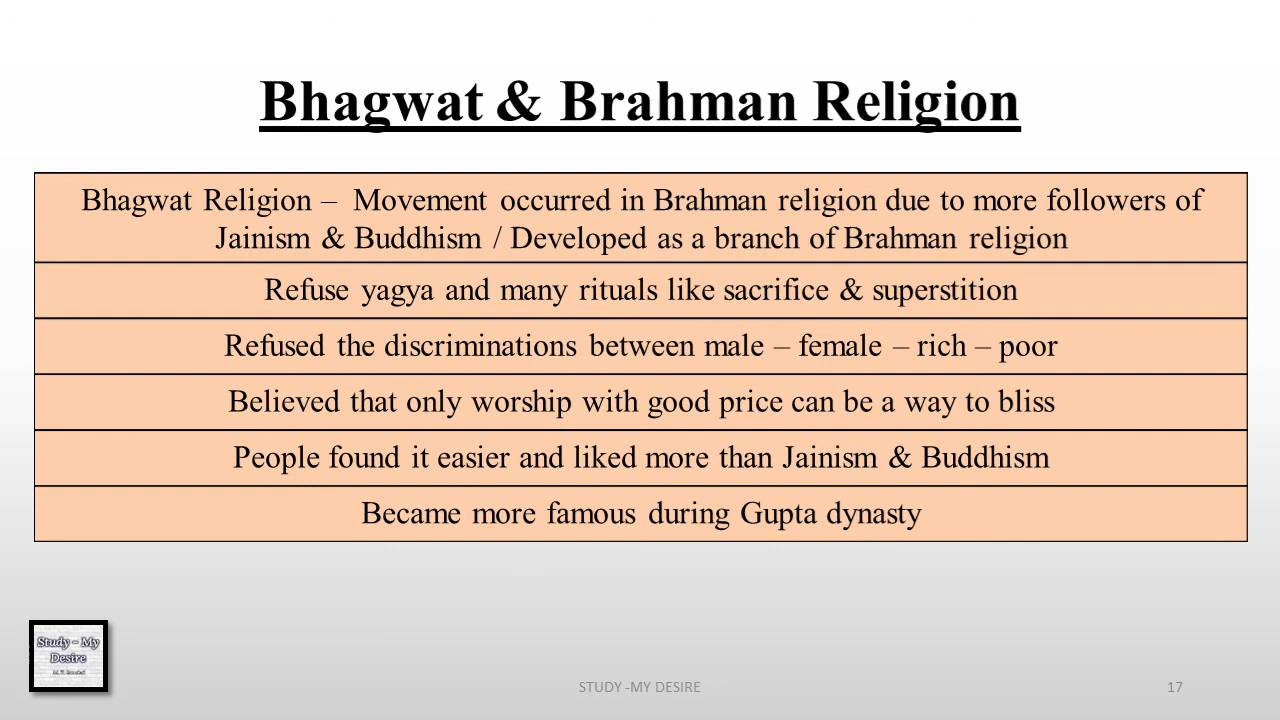 Bhagwat & Brahman Religion
Bhagwat Religion – Movement occurred in Brahman religion due to more followers of
Jainism & Buddhism / Developed as a branch of Brahman religion
Refuse yagya and many rituals like sacrifice & superstition
Refused the discriminations between male – female – rich – poor
Believed that only worship with good price can be a way to bliss
People found it easier and liked more than Jainism & Buddhism
Became more famous during Gupta dynasty
Study - My
Desire
STUDY -MY DESIRE
17